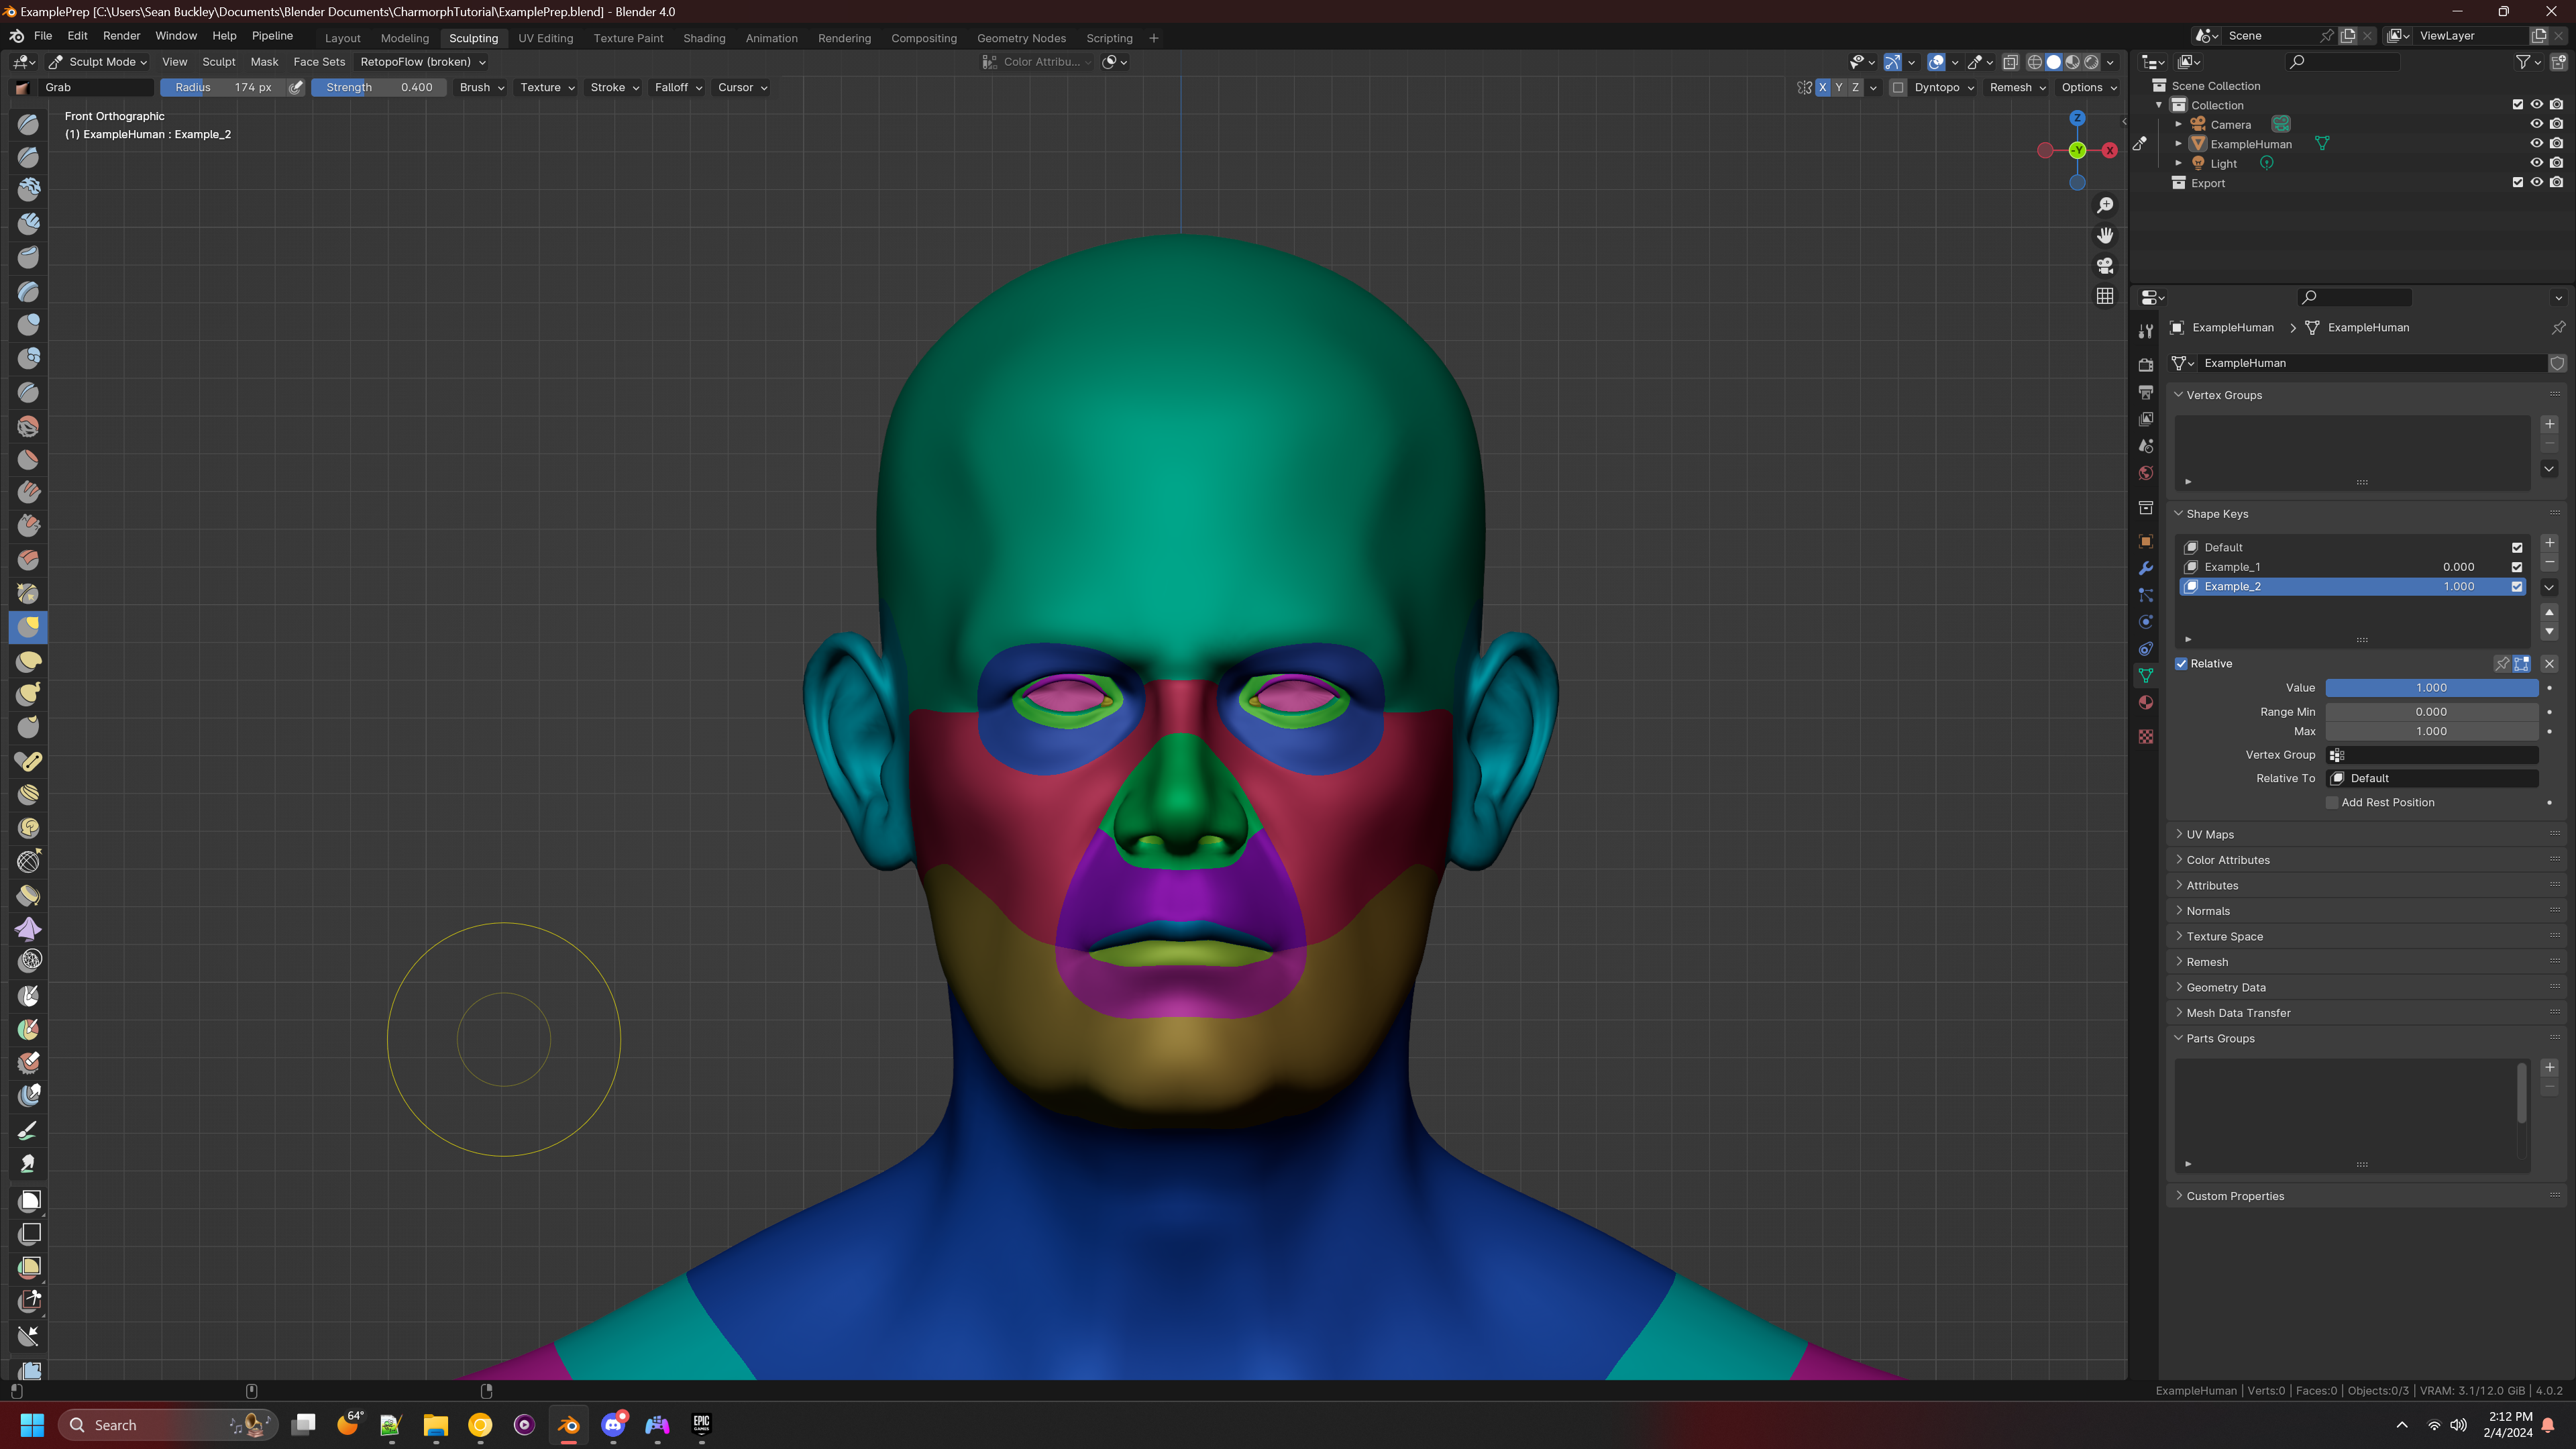 ExamplePrep [C:\Users\Sean Buckley\Documents\Blender Documents\CharmorphTutorial\ExamplePrep.blend] - Blender 4.0
File Edit Render Window Help Pipeline Layout Modeling Sculpting UV Editing Texture Paint Shading Animation Rendering Compositing Geometry Nodes Scripting + Scene ViewLayer
Sculpt Mode View Sculpt Mask Face Sets RetopoFlow (broken) Color Attribu...
Grab Radius 174 px Strength 0.400 Brush Texture Stroke Falloff Cursor X Y Z Dyntopo Remesh Options
Front Orthographic
(1) ExampleHuman : Example_2
Z
-Y X
Scene Collection
Collection
Camera
ExampleHuman
Light
Export
ExampleHuman > ExampleHuman
ExampleHuman
Vertex Groups
Shape Keys
Default
Example_1 0.000
Example_2 1.000
Relative
Value 1.000
Range Min 0.000
Max 1.000
Vertex Group
Relative To Default
Add Rest Position
UV Maps
Color Attributes
Attributes
Normals
Texture Space
Remesh
Geometry Data
Mesh Data Transfer
Parts Groups
Custom Properties
ExampleHuman | Verts:0 | Faces:0 | Objects:0/3 | VRAM: 3.1/12.0 GiB | 4.0.2
Search 64° EPIC GAMES 2:12 PM
2/4/2024